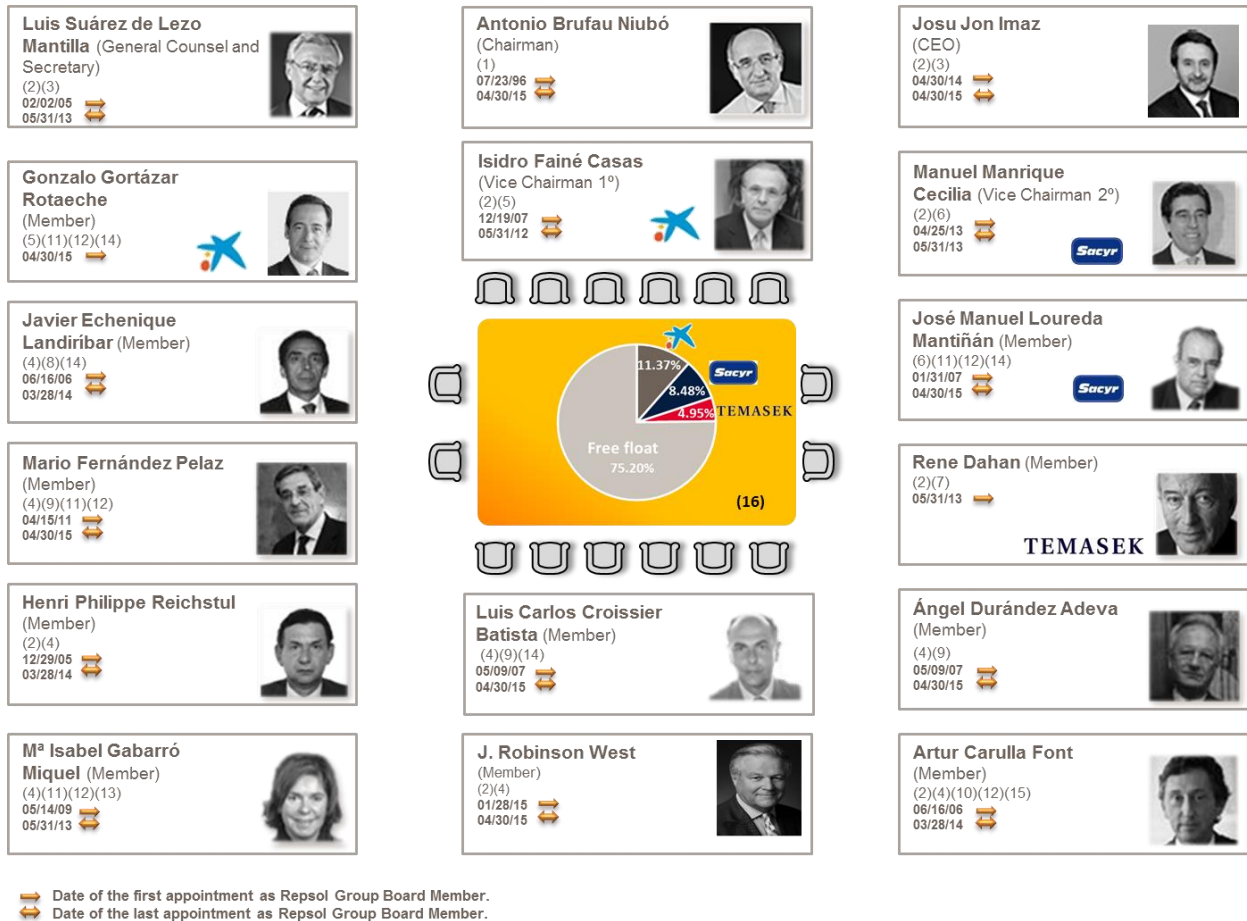 Luis Suárez de Lezo
Mantilla (General Counsel and
Secretary)
(2)(3)
02/02/05
05/31/13
Antonio Brufau Niubó
(Chairman)
(1)
07/23/96
04/30/15
Josu Jon Imaz
(CEO)
(2)(3)
04/30/14
04/30/15
Gonzalo Gortázar
Rotaeche
(Member)
(5)(11)(12)(14)
04/30/15
Isidro Fainé Casas
(Vice Chairman 1º)
(2)(5)
12/19/07
05/31/12
Manuel Manrique
Cecilia (Vice Chairman 2º)
(2)(6)
04/25/13
05/31/13
Sacyr
Javier Echenique
Landiríbar (Member)
(4)(8)(14)
06/16/06
03/28/14
11.37%
Sacyr
8.48%
4.95%
TEMASEK
Free float
75.20%
(16)
José Manuel Loureda
Mantiñán (Member)
(6)(11)(12)(14)
01/31/07
04/30/15
Sacyr
Mario Fernández Pelaz
(Member)
(4)(9)(11)(12)
04/15/11
04/30/15
Rene Dahan (Member)
(2)(7)
05/31/13
TEMASEK
Henri Philippe Reichstul
(Member)
(2)(4)
12/29/05
03/28/14
Luis Carlos Croissier
Batista (Member)
(4)(9)(14)
05/09/07
04/30/15
Ángel Durández Adeva
(Member)
(4)(9)
05/09/07
04/30/15
Mª Isabel Gabarró
Miquel (Member)
(4)(11)(12)(13)
05/14/09
05/31/13
J. Robinson West
(Member)
(2)(4)
01/28/15
04/30/15
Artur Carulla Font
(Member)
(2)(4)(10)(12)(15)
06/16/06
03/28/14
Date of the first appointment as Repsol Group Board Member.
Date of the last appointment as Repsol Group Board Member.